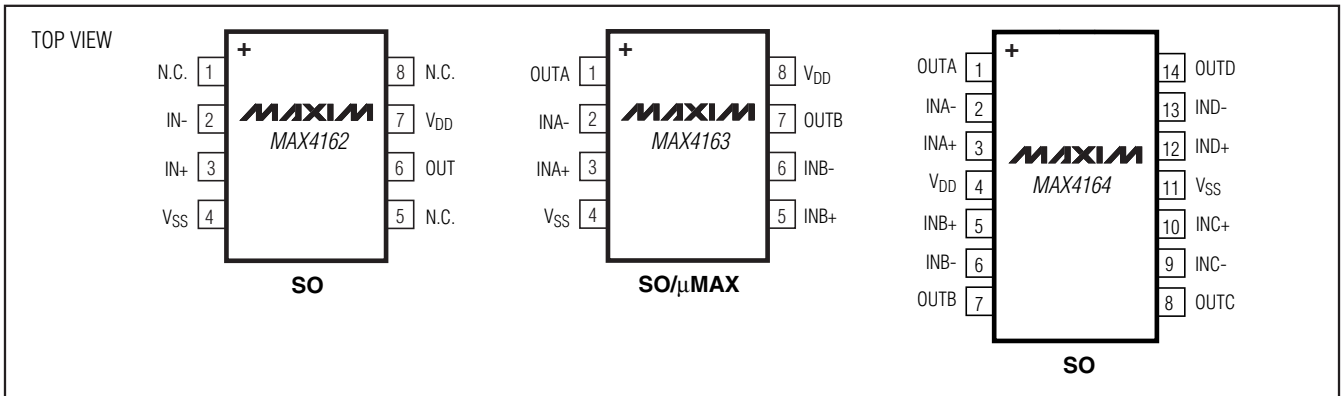 TOP VIEW
+
N.C. 1
IN- 2
IN+ 3
VSS 4
8 N.C.
7 VDD
6 OUT
5 N.C.
MAXIM
MAX4162
SO
+
OUTA 1
INA- 2
INA+ 3
VSS 4
8 VDD
7 OUTB
6 INB-
5 INB+
MAXIM
MAX4163
SO/µMAX
+
OUTA 1
INA- 2
INA+ 3
VDD 4
INB+ 5
INB- 6
OUTB 7
14 OUTD
13 IND-
12 IND+
11 VSS
10 INC+
9 INC-
8 OUTC
MAXIM
MAX4164
SO